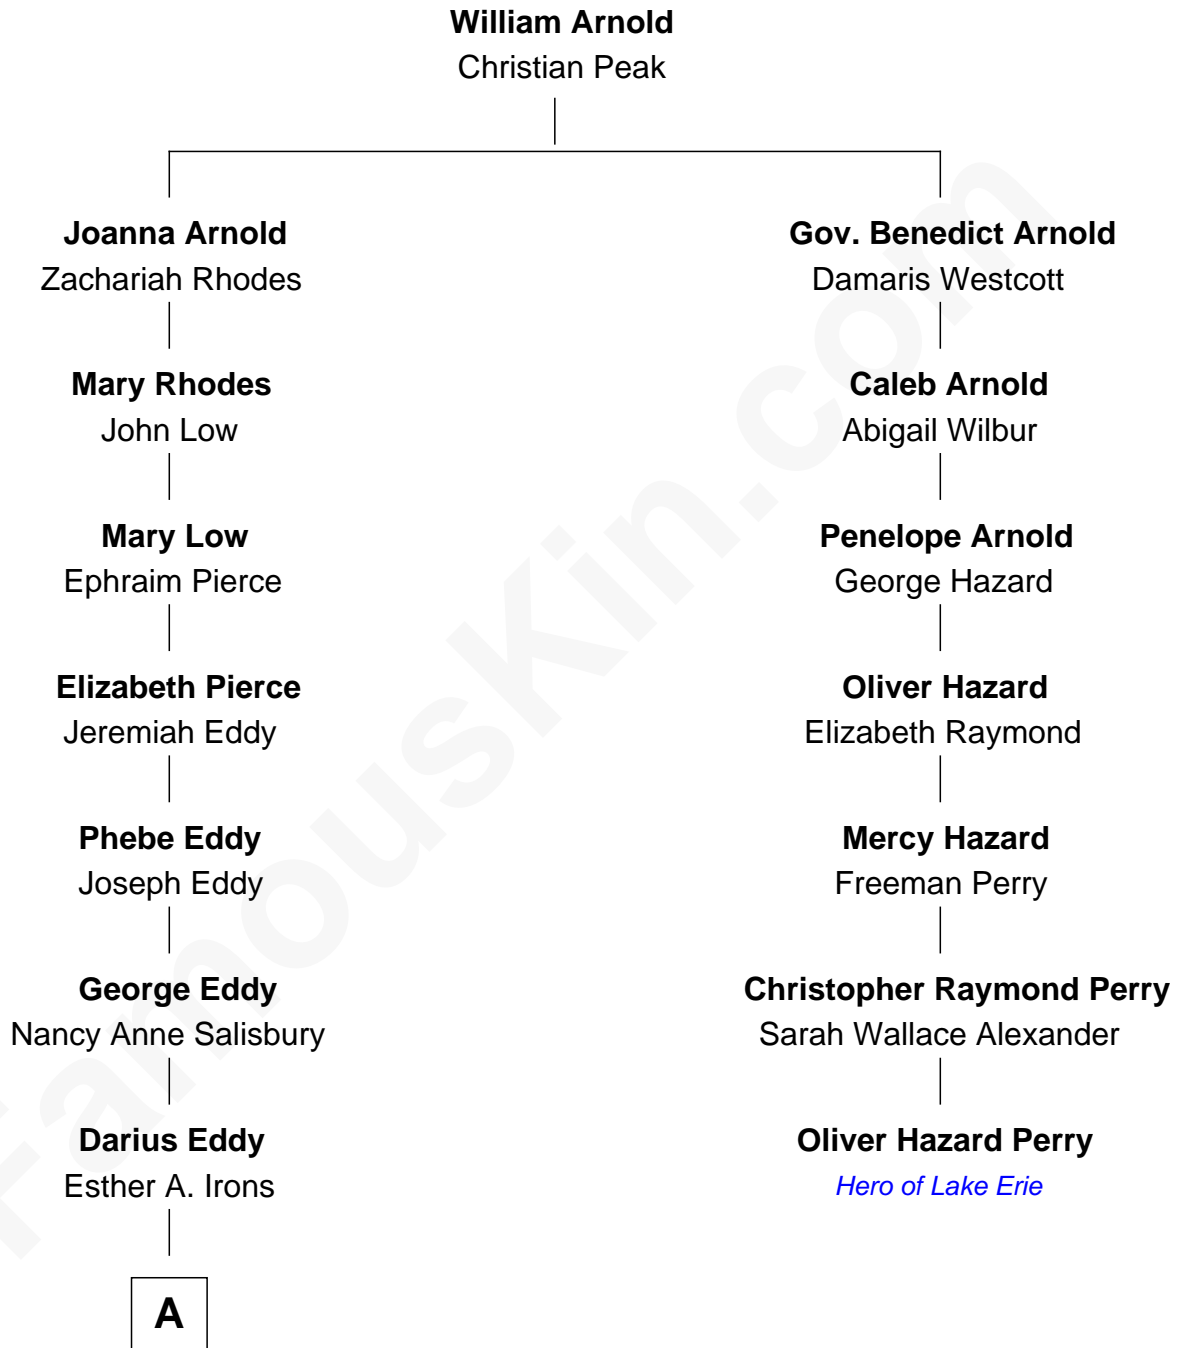 William Arnold
Christian Peak
Joanna Arnold
Zachariah Rhodes
Gov. Benedict Arnold
Damaris Westcott
Mary Rhodes
John Low
Caleb Arnold
Abigail Wilbur
Mary Low
Ephraim Pierce
Penelope Arnold
George Hazard
Elizabeth Pierce
Jeremiah Eddy
Oliver Hazard
Elizabeth Raymond
Phebe Eddy
Joseph Eddy
Mercy Hazard
Freeman Perry
George Eddy
Nancy Anne Salisbury
Christopher Raymond Perry
Sarah Wallace Alexander
Darius Eddy
Esther A. Irons
Oliver Hazard Perry
Hero of Lake Erie
A
FamousKin.com